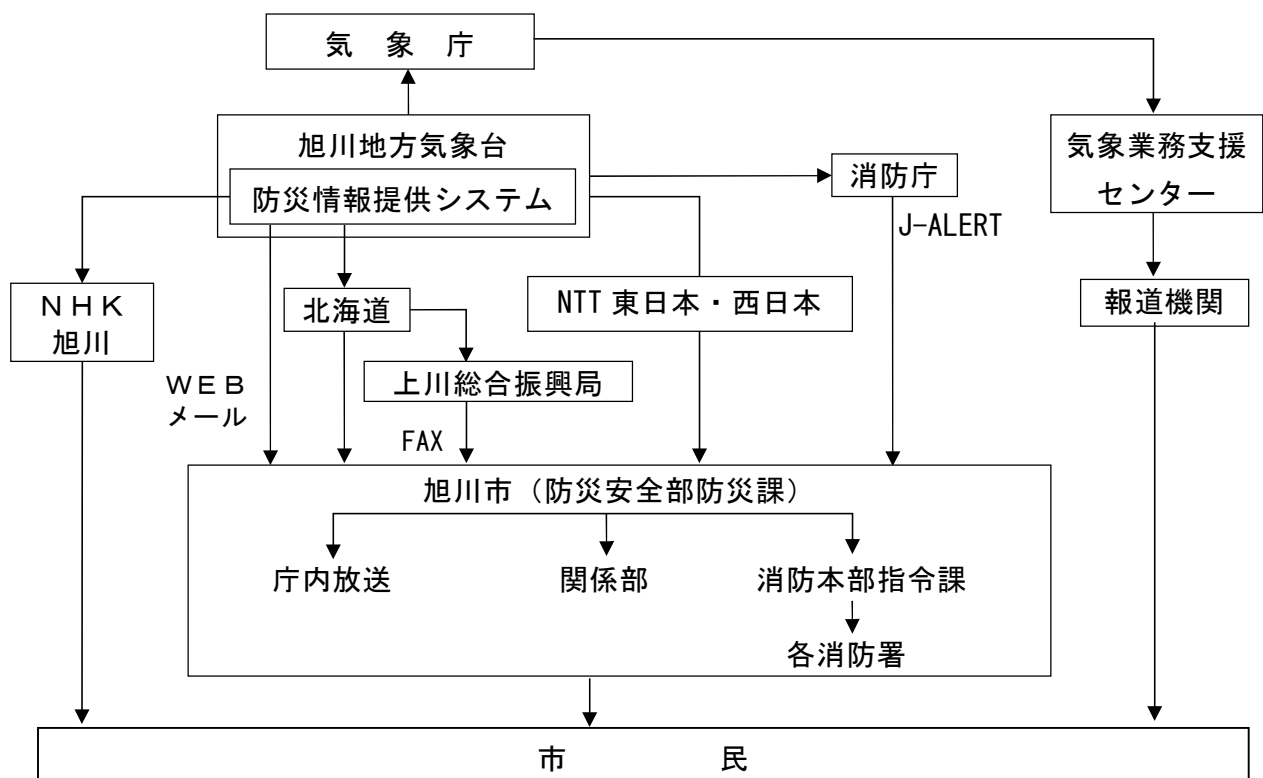 気 象 庁
旭川地方気象台
防災情報提供システム
消防庁
気象業務支援
センター
J-ALERT
NHK
旭川
北海道
NTT 東日本・西日本
報道機関
上川総合振興局
WEB
メール
FAX
旭川市(防災安全部防災課)
庁内放送
関係部
消防本部指令課
各消防署
市 民